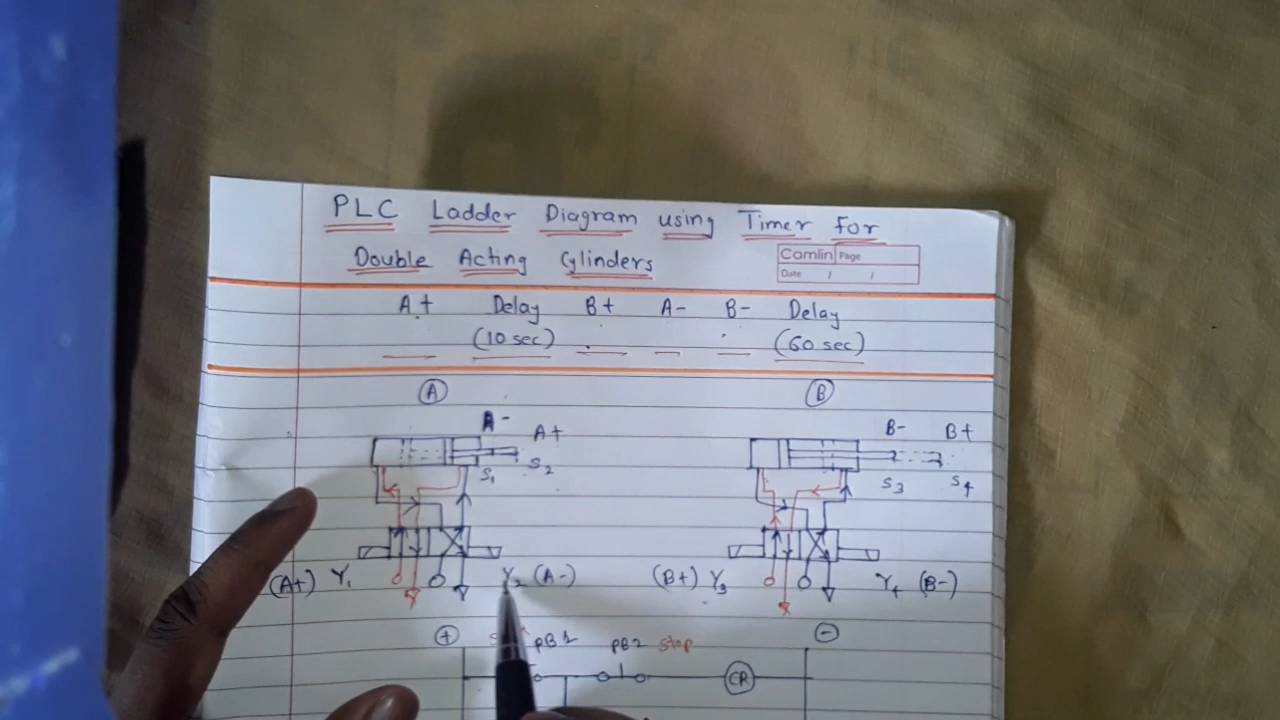 PLC Ladder Diagram using Timer for
Double Acting Cylinders
Camlin Page
Date / /
A+ Delay B+ A- B- Delay
(10 sec) (60 sec)
A B
A- A+ B- B+
S1 S2 S3 S4
(A+) Y1 Y2 (A-) (B+) Y3 Y4 (B-)
+ -
PB1 PB2 stop
CR